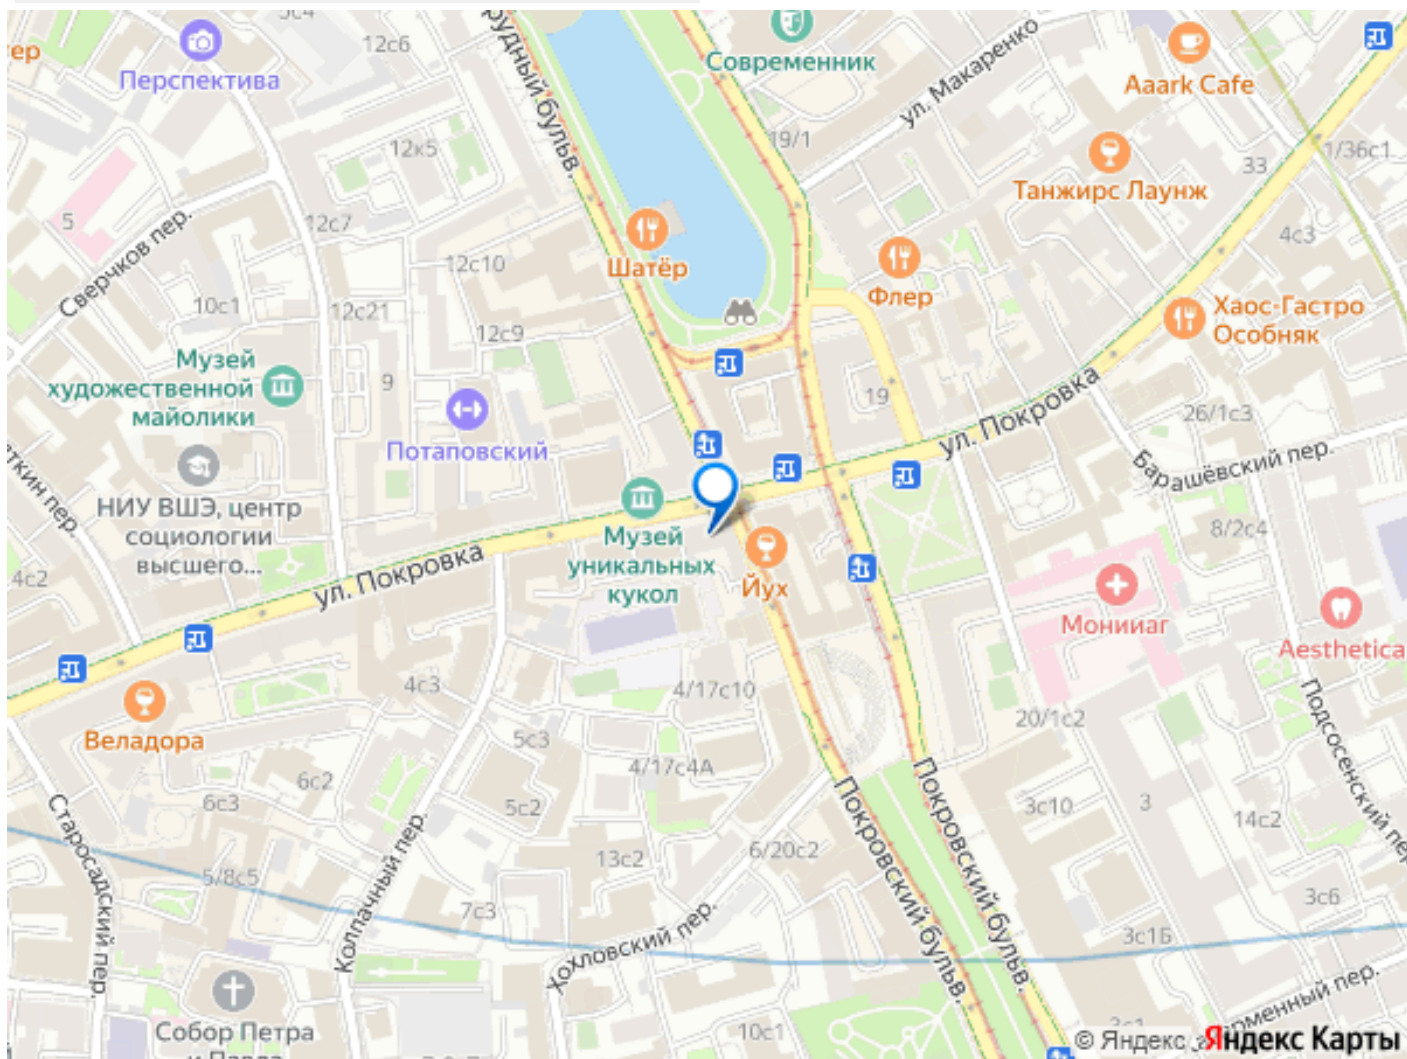 12с6
Перспектива
Современник
ул. Макаренко
Aaark Cafe
19/1
12к5
33
1/36с1
Танжирс Лаунж
5
12с7
Сверчков пер.
4с3
12с10
Шатёр
Флер
10с1
12с21
12с9
Хаос-Гастро
Особняк
Музей
художественной
майолики
9
19
26/1с3
Потаповский
ул. Покровка
Барашёвский пер.
НИУ ВШЭ, центр
социологии
высшего...
8/2с4
Музей
уникальных
кукол
Йух
ул. Покровка
4с2
Мониииаг
Aesthetica
4с3
4/17с10
20/1с2
Веладора
5с3
4/17с4А
Подсосенский пер
6с2
6с3
5с2
3с10
3
14с2
Старосадский пер.
Колпачный пер.
Покровский бульв.
Покровский бульв.
13с2
6/20с2
5/8с5
7с3
Хохловский пер.
3с6
3с1Б
Собор Петра
и Павла
10с1
© Яндекс
Яндекс Карты